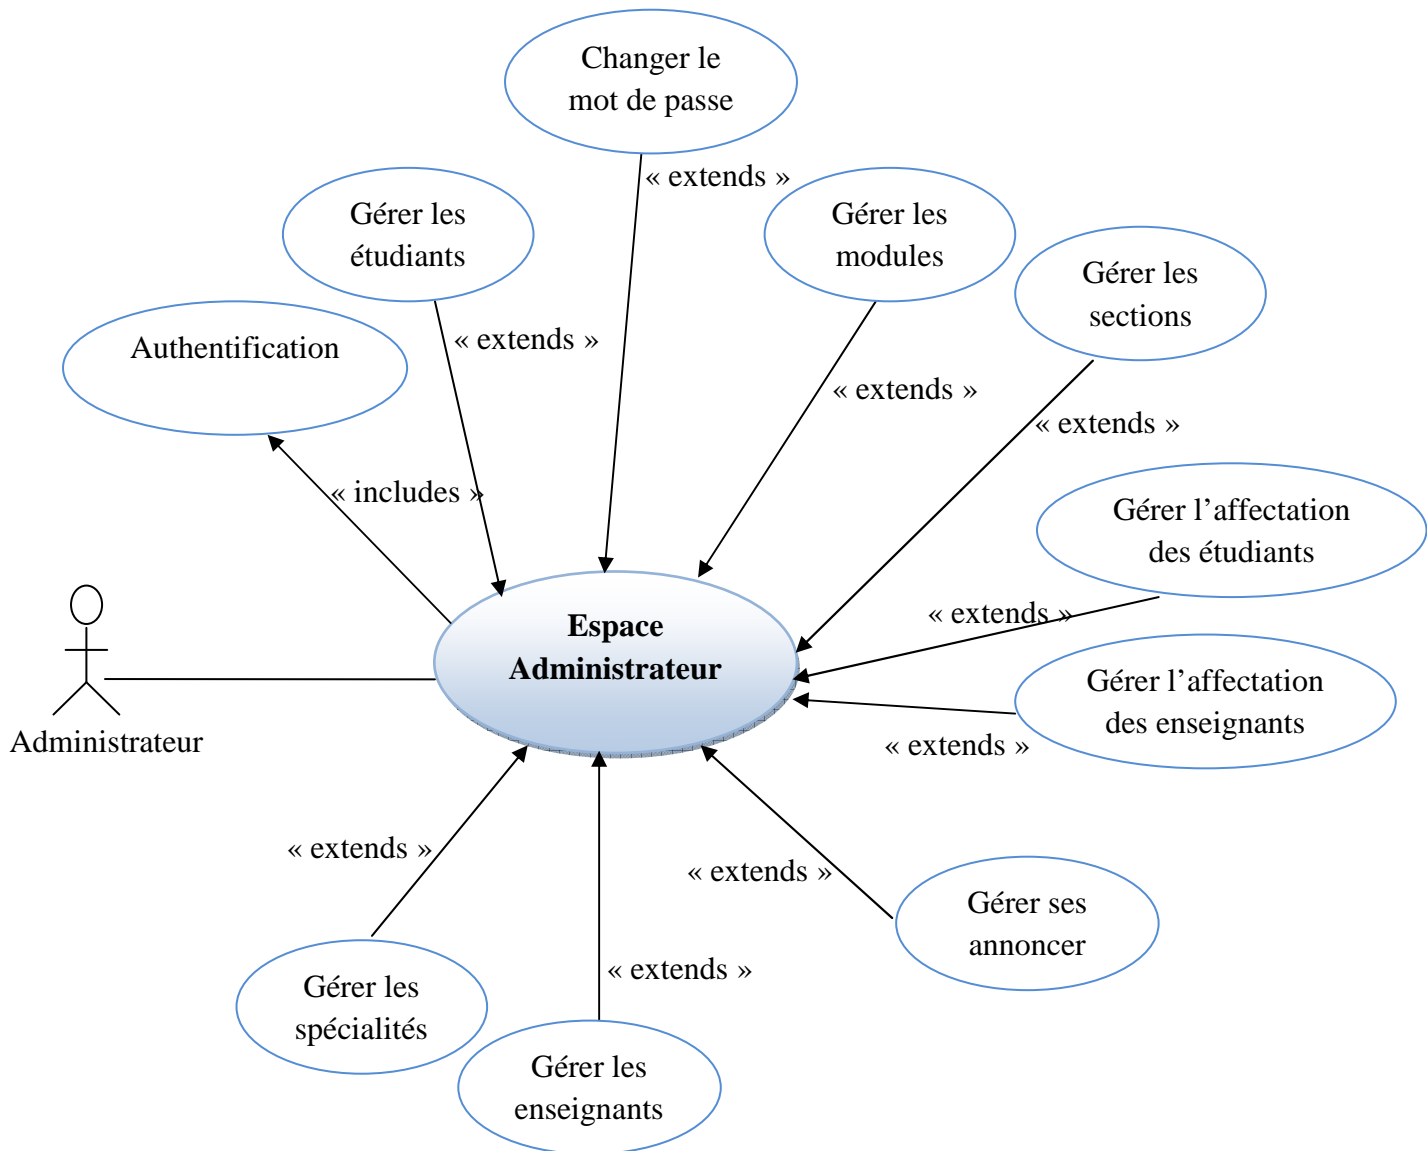 Changer le
mot de passe
« extends »
Gérer les
étudiants
Gérer les
modules
Gérer les
sections
Authentification
« extends »
« extends »
« extends »
« includes »
Gérer l’affectation
des étudiants
« extends »
Espace
Administrateur
Gérer l’affectation
des enseignants
« extends »
Administrateur
« extends »
« extends »
Gérer ses
annoncer
« extends »
Gérer les
spécialités
Gérer les
enseignants